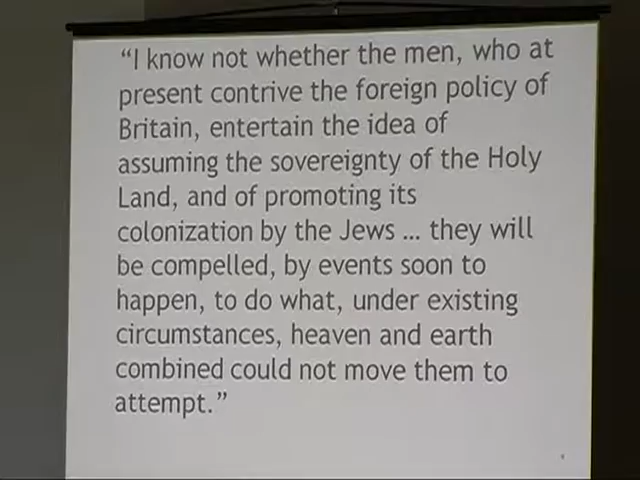 “I know not whether the men, who at
present contrive the foreign policy of
Britain, entertain the idea of
assuming the sovereignty of the Holy
Land, and of promoting its
colonization by the Jews ... they will
be compelled, by events soon to
happen, to do what, under existing
circumstances, heaven and earth
combined could not move them to
attempt.”